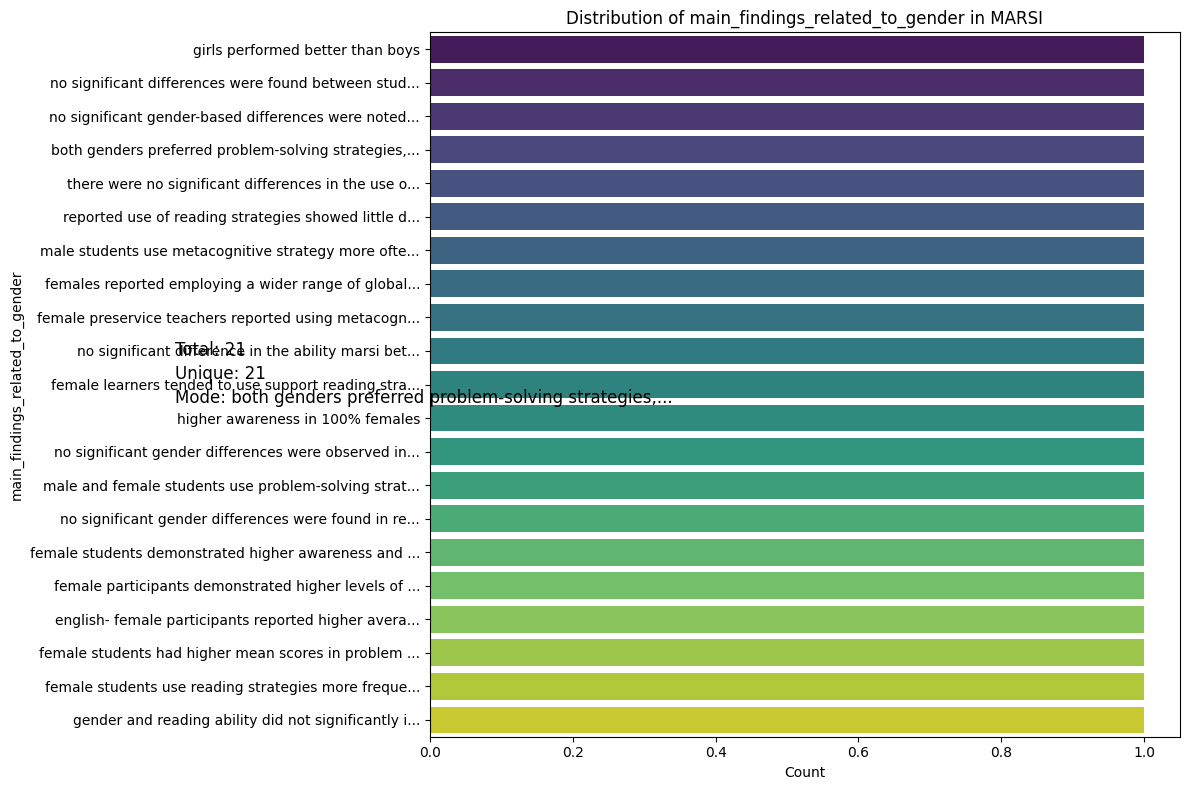 Distribution of main_findings_related_to_gender in MARSI
main_findings_related_to_gender
girls performed better than boys
no significant differences were found between stud...
no significant gender-based differences were noted...
both genders preferred problem-solving strategies,...
there were no significant differences in the use o...
reported use of reading strategies showed little d...
male students use metacognitive strategy more ofte...
females reported employing a wider range of global...
female preservice teachers reported using metacogn...
no significant difference in the ability marsi bet...
female learners tended to use support reading stra...
higher awareness in 100% females
no significant gender differences were observed in...
male and female students use problem-solving strat...
no significant gender differences were found in re...
female students demonstrated higher awareness and ...
female participants demonstrated higher levels of ...
english- female participants reported higher avera...
female students had higher mean scores in problem ...
female students use reading strategies more freque...
gender and reading ability did not significantly i...
Total: 21
Unique: 21
Mode: both genders preferred problem-solving strategies,...
0.0 0.2 0.4 0.6 0.8 1.0
Count